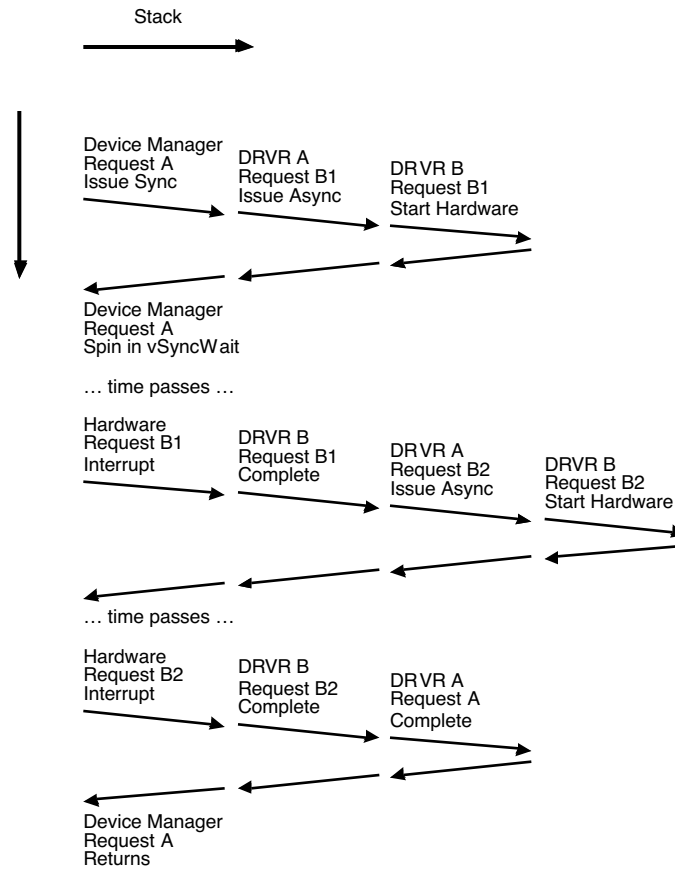 Stack
Device Manager
Request A
Issue Sync
DRVR A
Request B1
Issue Async
DRVR B
Request B1
Start Hardware
Device Manager
Request A
Spin in vSyncWait
… time passes …
Hardware
Request B1
Interrupt
DRVR B
Request B1
Complete
DRVR A
Request B2
Issue Async
DRVR B
Request B2
Start Hardware
… time passes …
Hardware
Request B2
Interrupt
DRVR B
Request B2
Complete
DRVR A
Request A
Complete
Device Manager
Request A
Returns